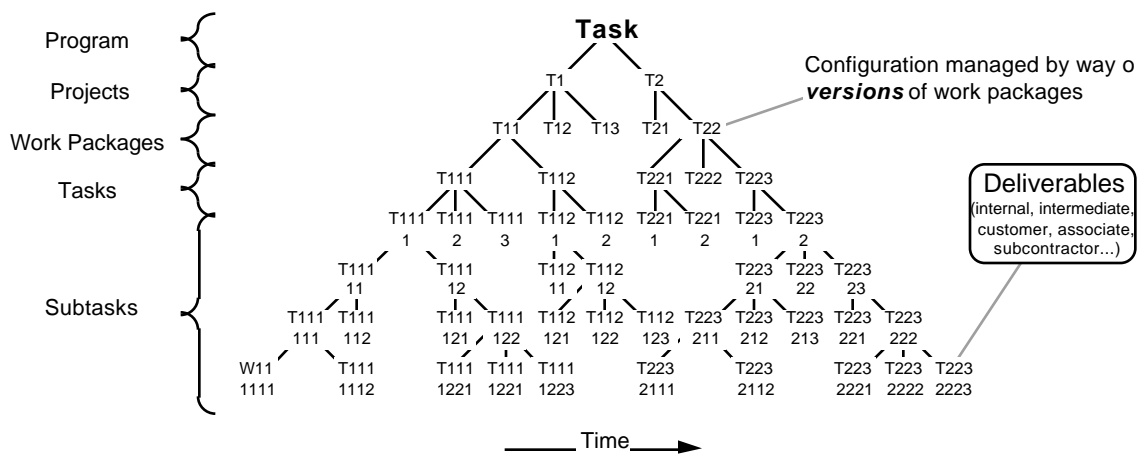 Task
Program
Configuration managed by way o
versions of work packages
T1 T2
Projects
T11 T12 T13 T21 T22
Work Packages
T111 T112 T221 T222 T223
Tasks
Deliverables
(internal, intermediate,
customer, associate,
subcontractor...)
T111 T111 T111 T112 T112 T221 T221 T223 T223
1 2 3 1 2 1 2 1 2
T111 T111 T112 T112 T223 T223 T223
11 12 11 12 21 22 23
Subtasks
T111 T111 T111 T111 T112 T112 T112 T223 T223 T223 T223 T223
111 112 121 122 121 122 123 211 212 213 221 222
W11 T111 T111 T111 T111 T223 T223 T223 T223 T223
1111 1112 1221 1221 1223 2111 2112 2221 2222 2223
Time